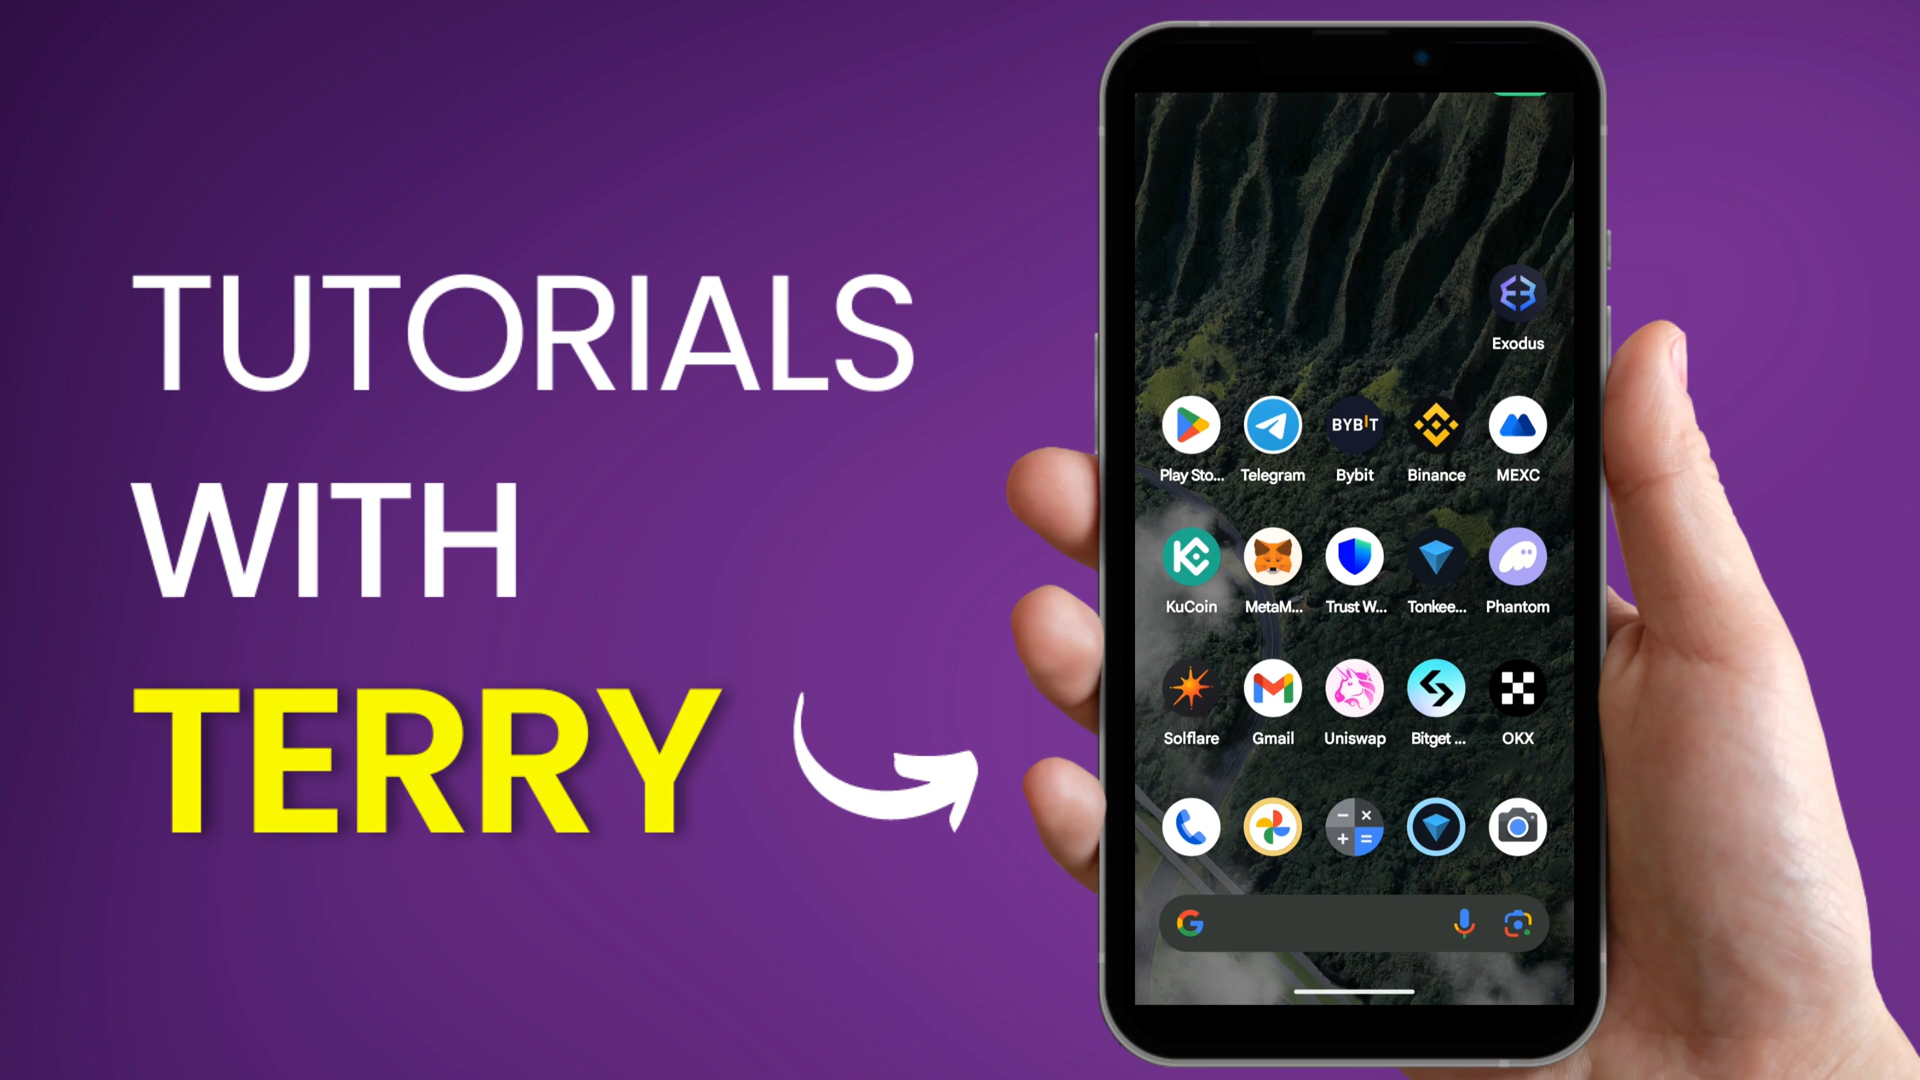 TUTORIALS
WITH
TERRY
Exodus
BYBIT
Play Sto... Telegram Bybit Binance MEXC
KuCoin MetaM... Trust W... Tonkee... Phantom
Solflare Gmail Uniswap Bitget ... OKX